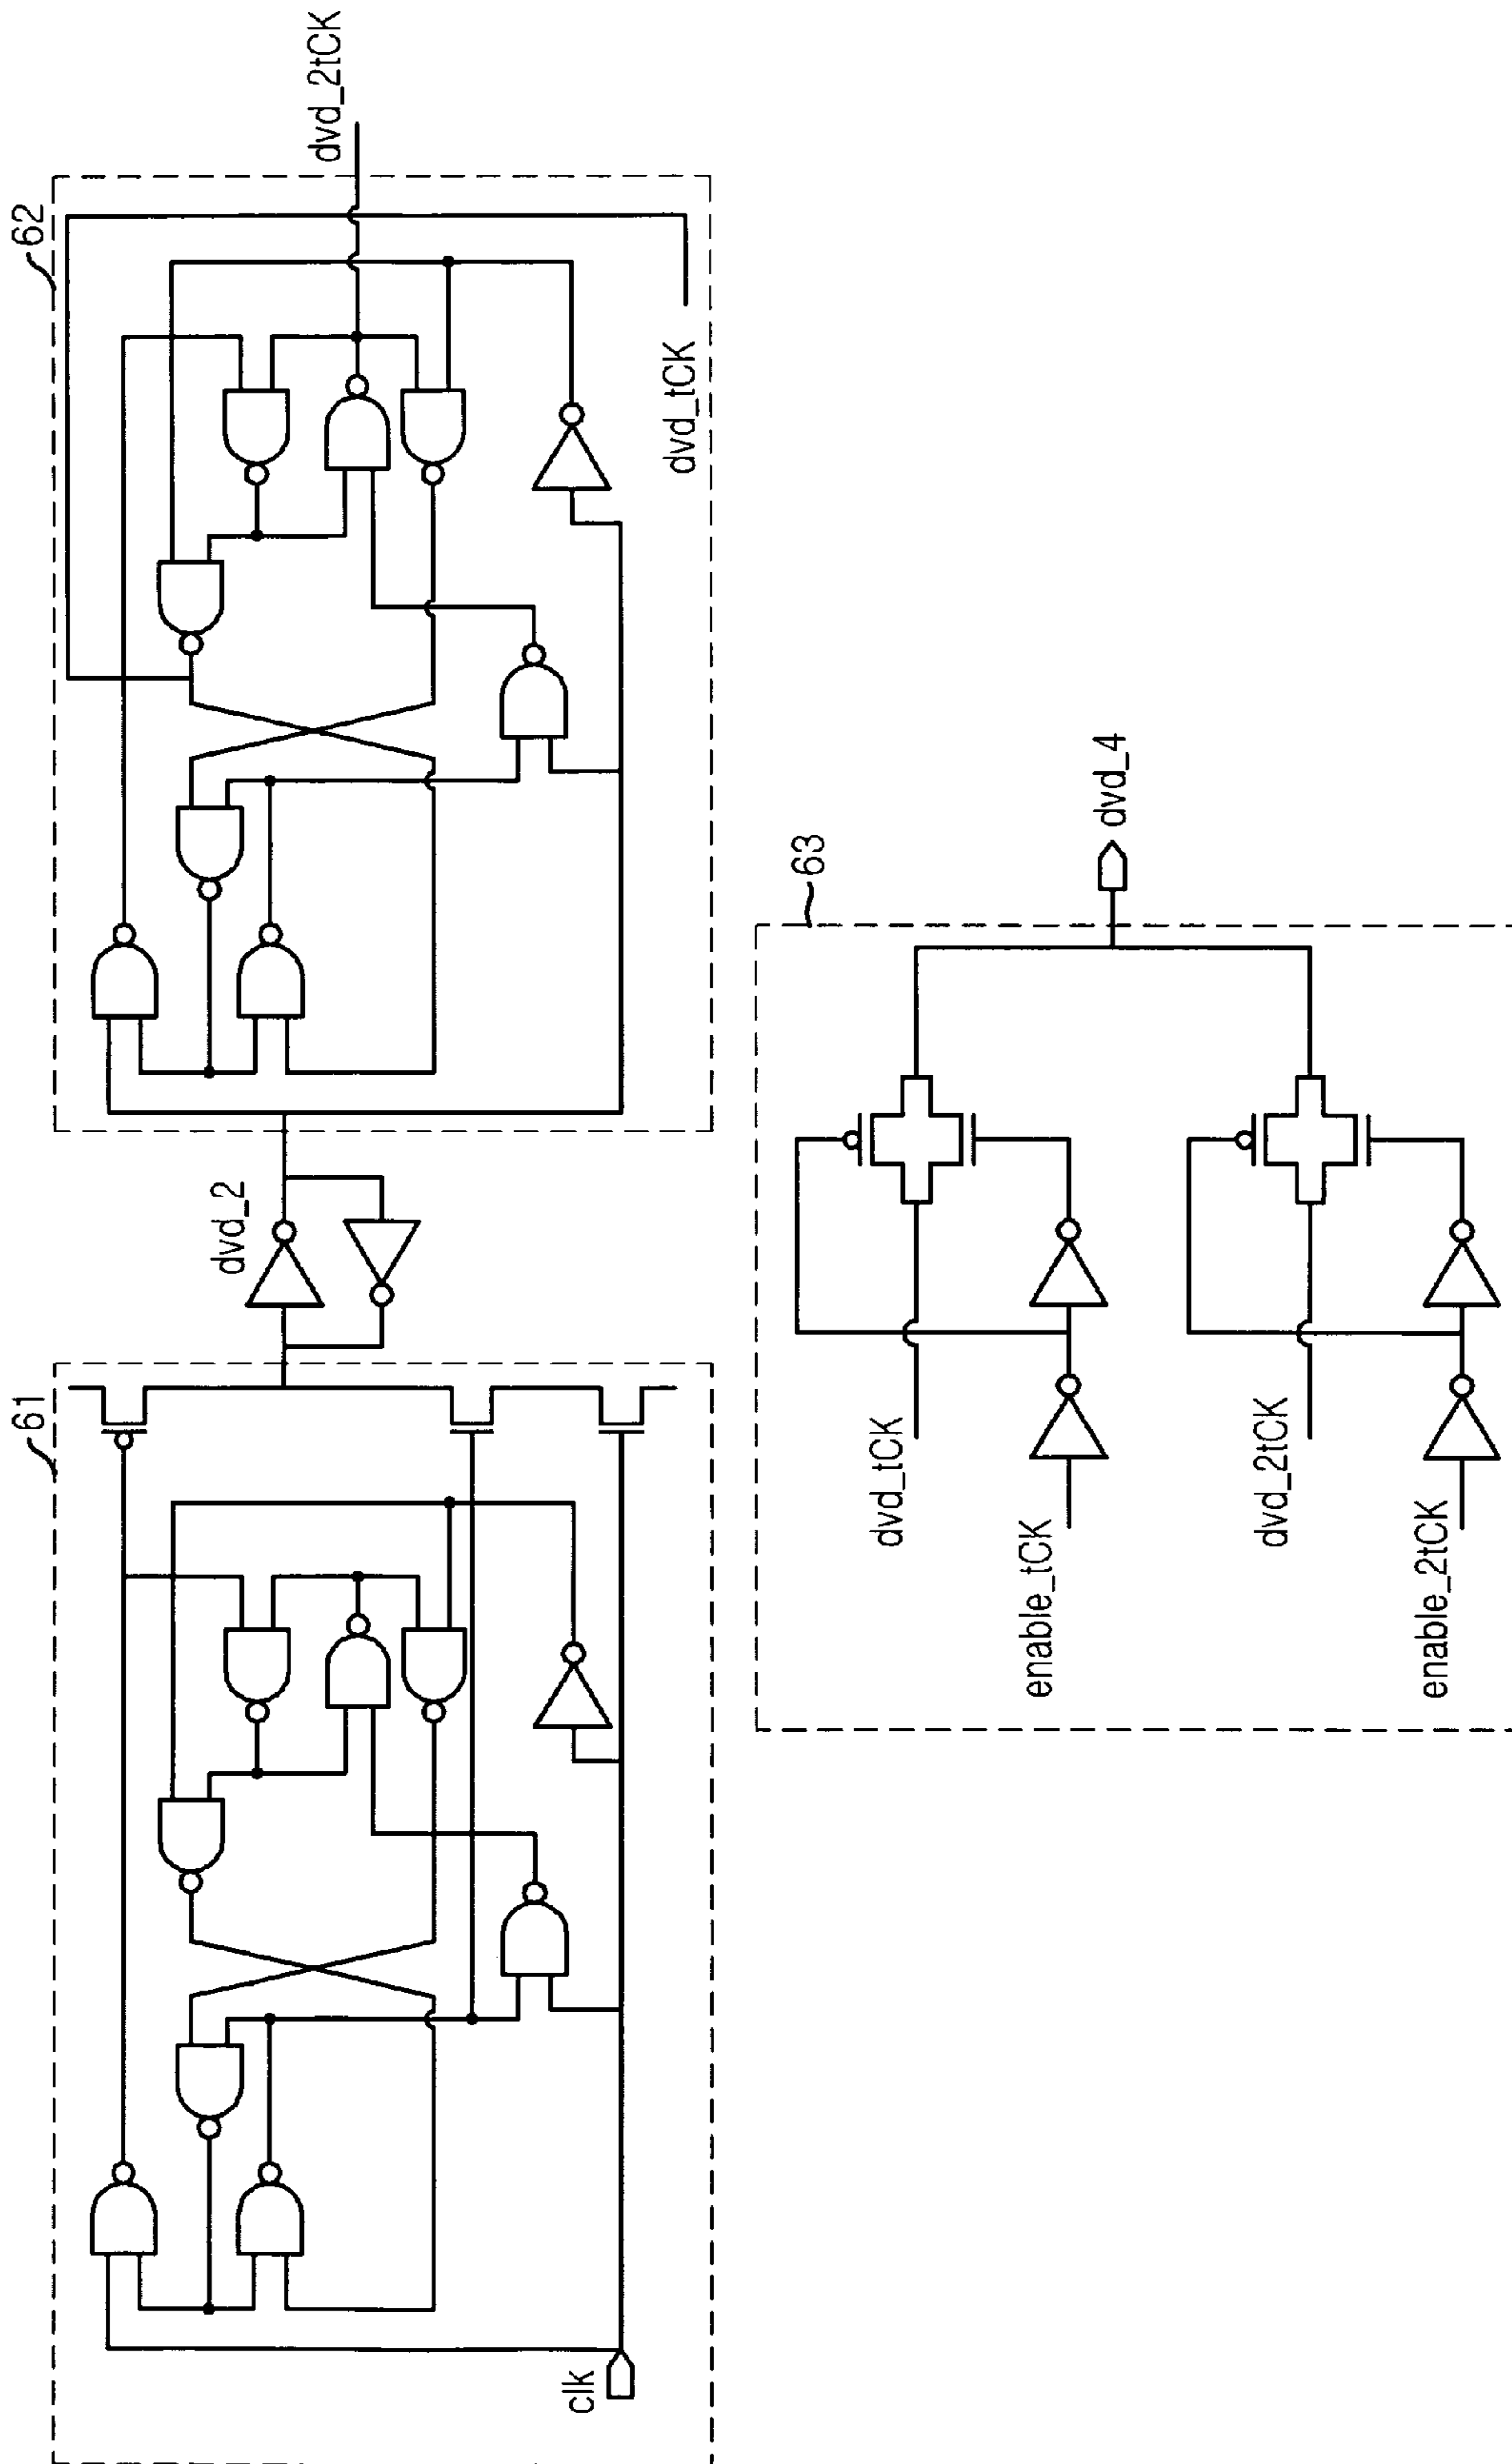 61
clk
dvd_2
62
dvd_tCK
dvd_2tCK
63
dvd_tCK
enable_tCK
dvd_2tCK
enable_2tCK
dvd_4